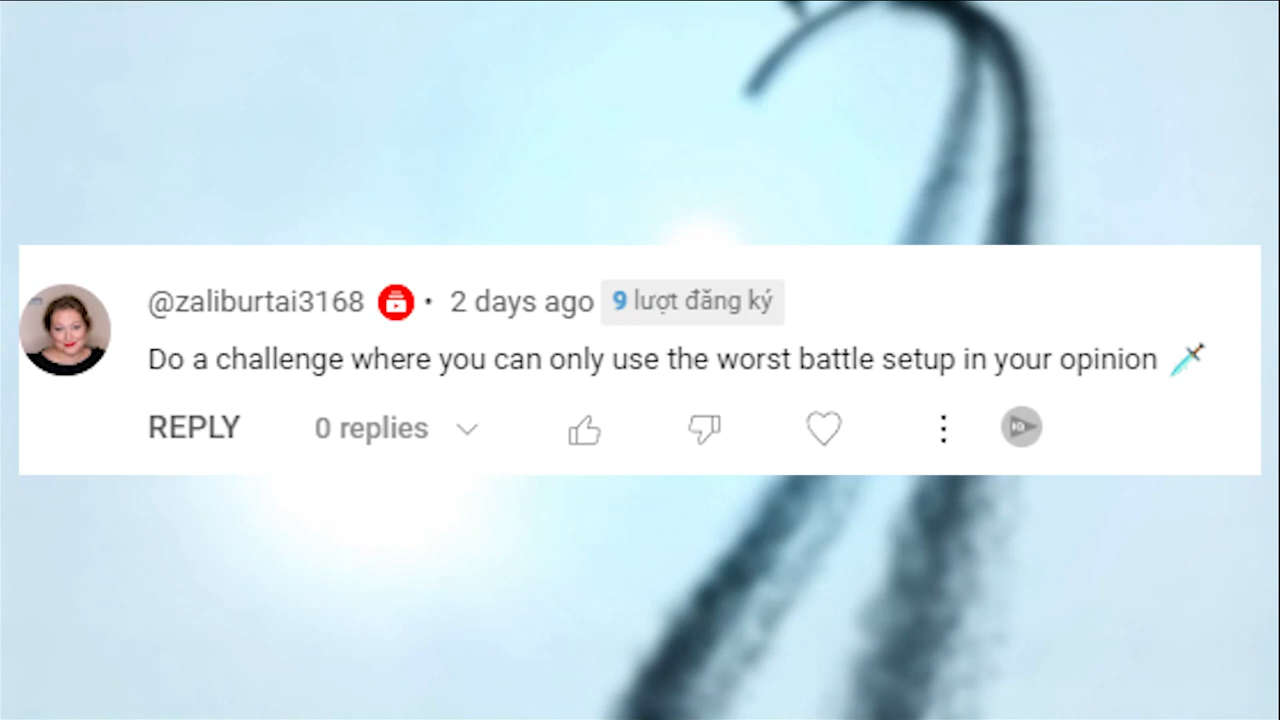 @zaliburtai3168 • 2 days ago 9 lượt đăng ký
Do a challenge where you can only use the worst battle setup in your opinion 🗡️
REPLY 0 replies